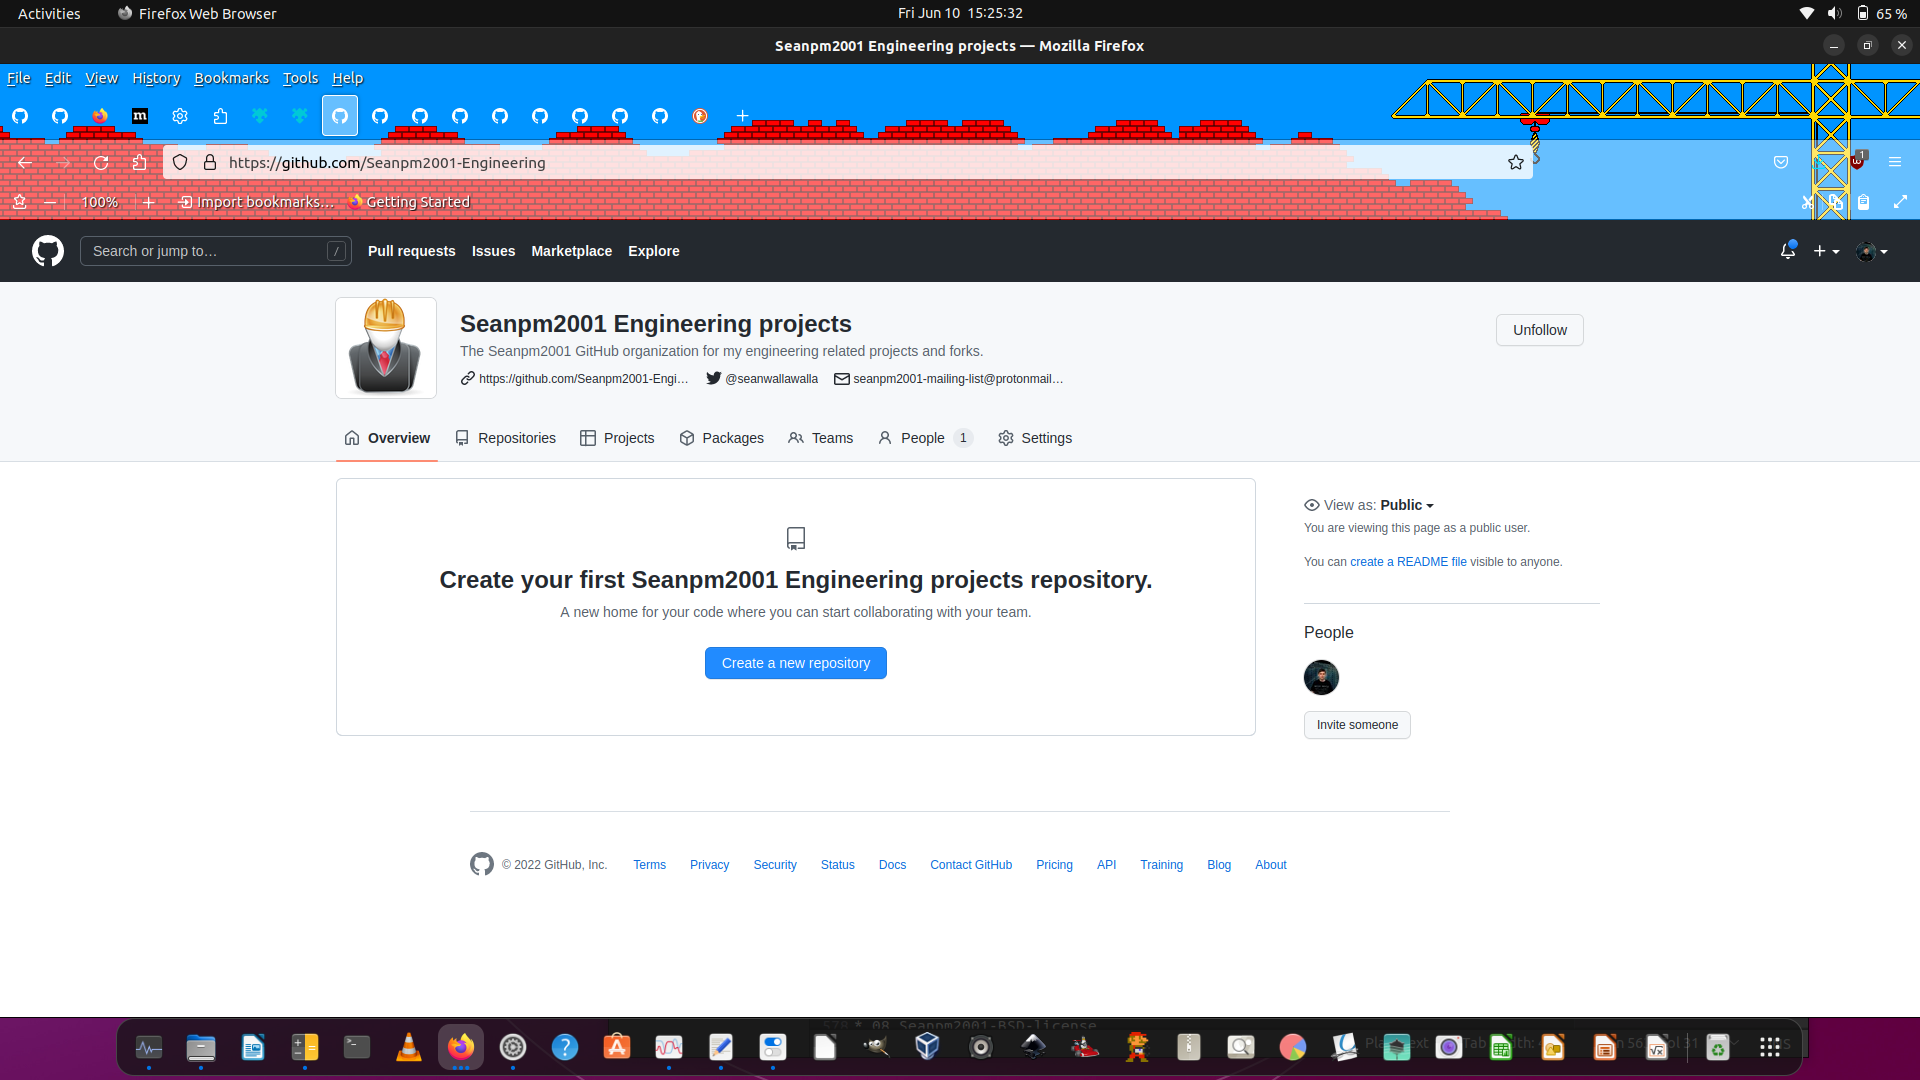 Activities
Firefox Web Browser
Fri Jun 10 15:25:32
65 %
Seanpm2001 Engineering projects — Mozilla Firefox
File Edit View History Bookmarks Tools Help
m
https://github.com/Seanpm2001-Engineering
1
100%
Import bookmarks...
Getting Started
Search or jump to...
/
Pull requests Issues Marketplace Explore
Seanpm2001 Engineering projects
Unfollow
The Seanpm2001 GitHub organization for my engineering related projects and forks.
https://github.com/Seanpm2001-Engi...
@seanwallawalla
seanpm2001-mailing-list@protonmail...
Overview Repositories Projects Packages Teams People 1 Settings
View as: Public
You are viewing this page as a public user.
You can create a README file visible to anyone.
Create your first Seanpm2001 Engineering projects repository.
A new home for your code where you can start collaborating with your team.
Create a new repository
People
Invite someone
© 2022 GitHub, Inc. Terms Privacy Security Status Docs Contact GitHub Pricing API Training Blog About
578 * 08 Seanpm2001-BSD-license